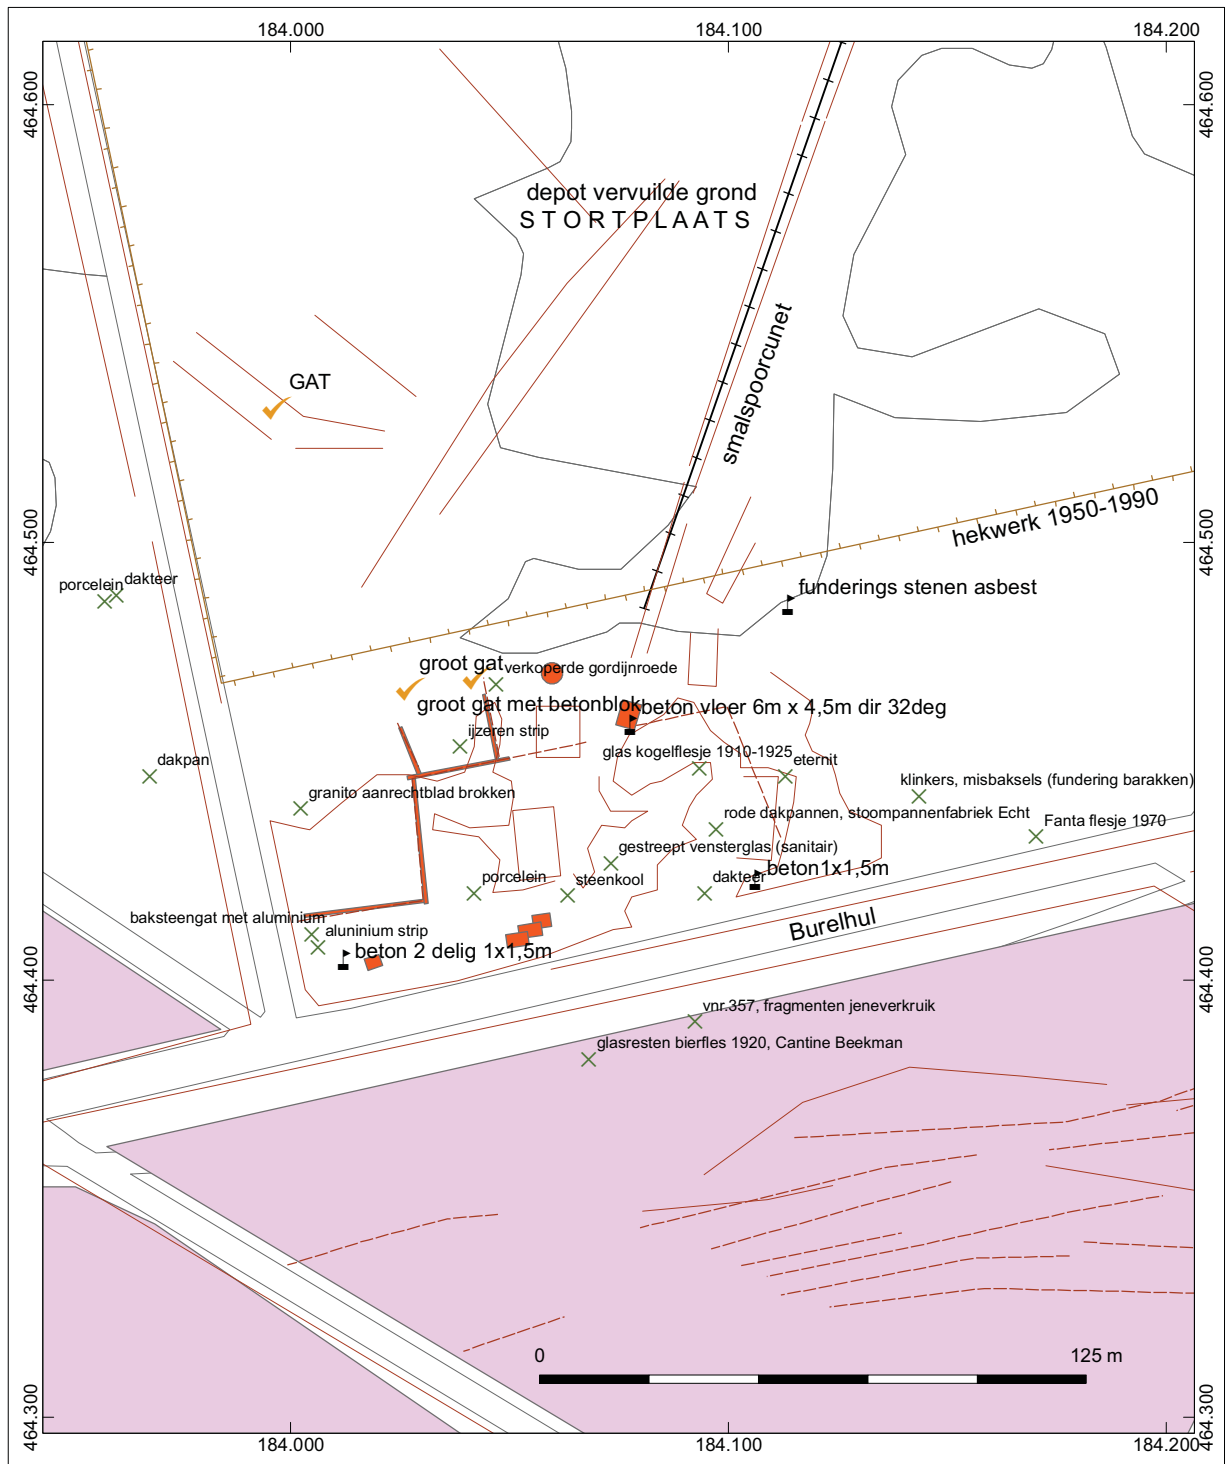 184.000
184.100
184.200
464.600
464.600
depot vervuilde grond
STORTPLAATS
smalspoorcunet
GAT
hekwerk 1950-1990
464.500
464.500
porcelein
dakteer
funderings stenen asbest
groot gat
verkoperde gordijnroede
groot gat met betonblok
beton vloer 6m x 4,5m dir 32deg
ijzeren strip
glas kogelflesje 1910-1925
eternit
dakpan
klinkers, misbaksels (fundering barakken)
granito aanrechtblad brokken
rode dakpannen, stoompannenfabriek Echt
Fanta flesje 1970
gestreept vensterglas (sanitair)
beton1x1,5m
porcelein
steenkool
dakteer
baksteengat met aluminium
aluninium strip
Burelhul
beton 2 delig 1x1,5m
464.400
464.400
vnr.357, fragmenten jeneverkruik
glasresten bierfles 1920, Cantine Beekman
0
125 m
464.300
464.300
184.000
184.100
184.200